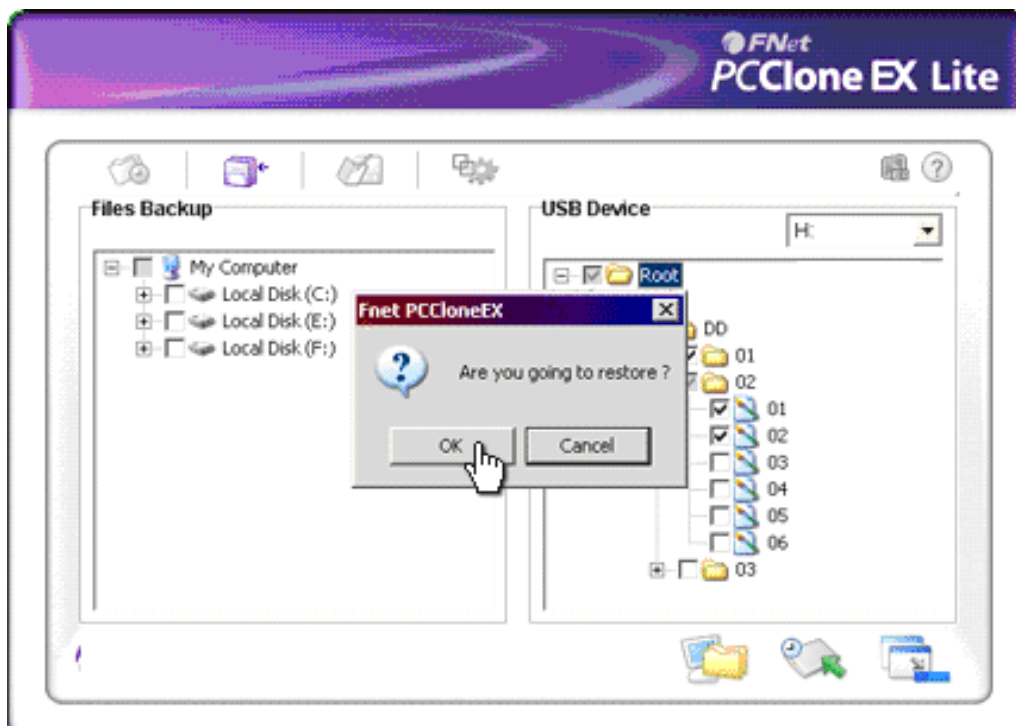 FNet
PCClone EX Lite
Files Backup
My Computer
Local Disk (C:)
Local Disk (E:)
Local Disk (F:)
USB Device
H:
Root
DD
01
02
01
02
03
04
05
06
03
Fnet PCCloneEX
Are you going to restore ?
OK
Cancel